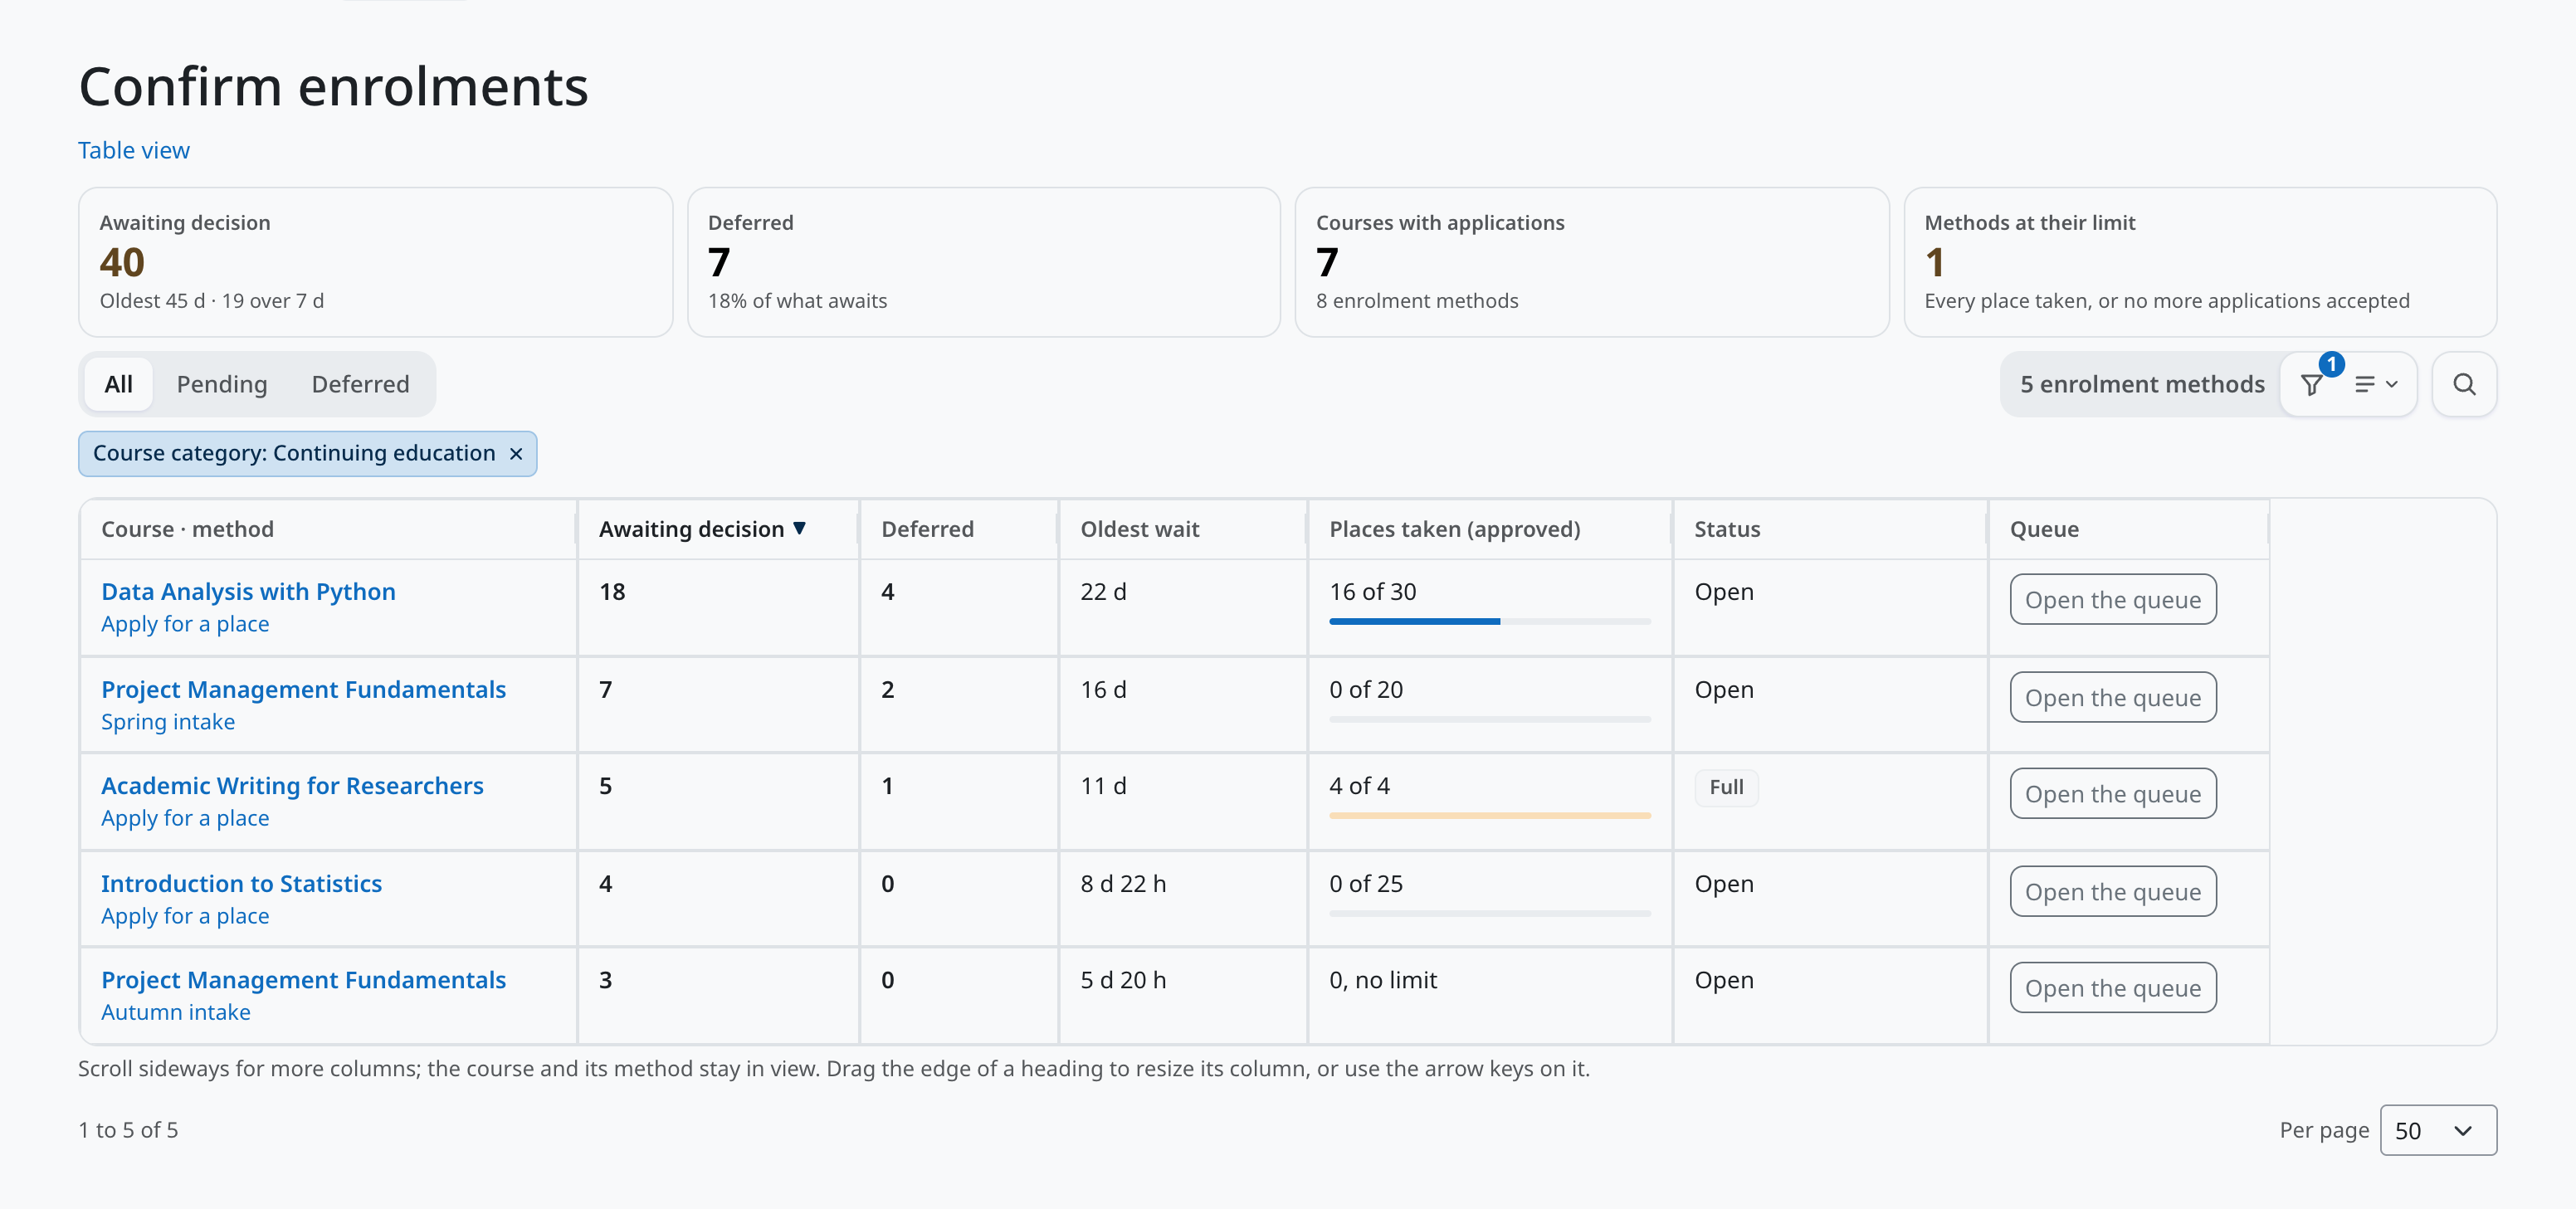 Confirm enrolments
Table view
Awaiting decision
40
Oldest 45 d · 19 over 7 d
Deferred
7
18% of what awaits
Courses with applications
7
8 enrolment methods
Methods at their limit
1
Every place taken, or no more applications accepted
All Pending Deferred
5 enrolment methods 1
Course category: Continuing education ×
Course · method Awaiting decision ▼ Deferred Oldest wait Places taken (approved) Status Queue
Data Analysis with Python 18 4 22 d 16 of 30 Open Open the queue
Apply for a place
Project Management Fundamentals 7 2 16 d 0 of 20 Open Open the queue
Spring intake
Academic Writing for Researchers 5 1 11 d 4 of 4 Full Open the queue
Apply for a place
Introduction to Statistics 4 0 8 d 22 h 0 of 25 Open Open the queue
Apply for a place
Project Management Fundamentals 3 0 5 d 20 h 0, no limit Open Open the queue
Autumn intake
Scroll sideways for more columns; the course and its method stay in view. Drag the edge of a heading to resize its column, or use the arrow keys on it.
1 to 5 of 5 Per page 50